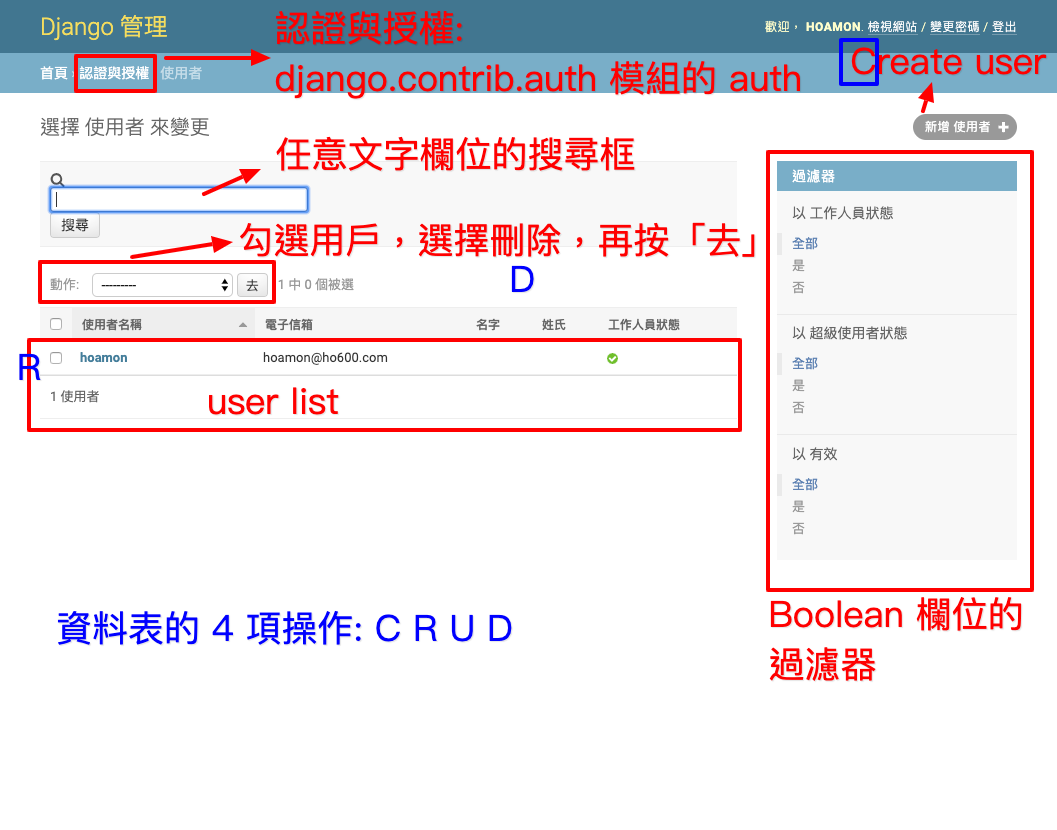 Django 管理
認證與授權:
歡迎， HOAMON. 檢視網站 / 變更密碼 / 登出
首頁 › 認證與授權 › 使用者
django.contrib.auth 模組的 auth
Create user
選擇 使用者 來變更
新增 使用者 +
任意文字欄位的搜尋框
搜尋
勾選用戶，選擇刪除，再按「去」
D
動作: --------- 去 1 中 0 個被選
使用者名稱 電子信箱 名字 姓氏 工作人員狀態
R
hoamon hoamon@ho600.com
1 使用者
user list
過濾器
以 工作人員狀態
全部
是
否
以 超級使用者狀態
全部
是
否
以 有效
全部
是
否
Boolean 欄位的
過濾器
資料表的 4 項操作: C R U D